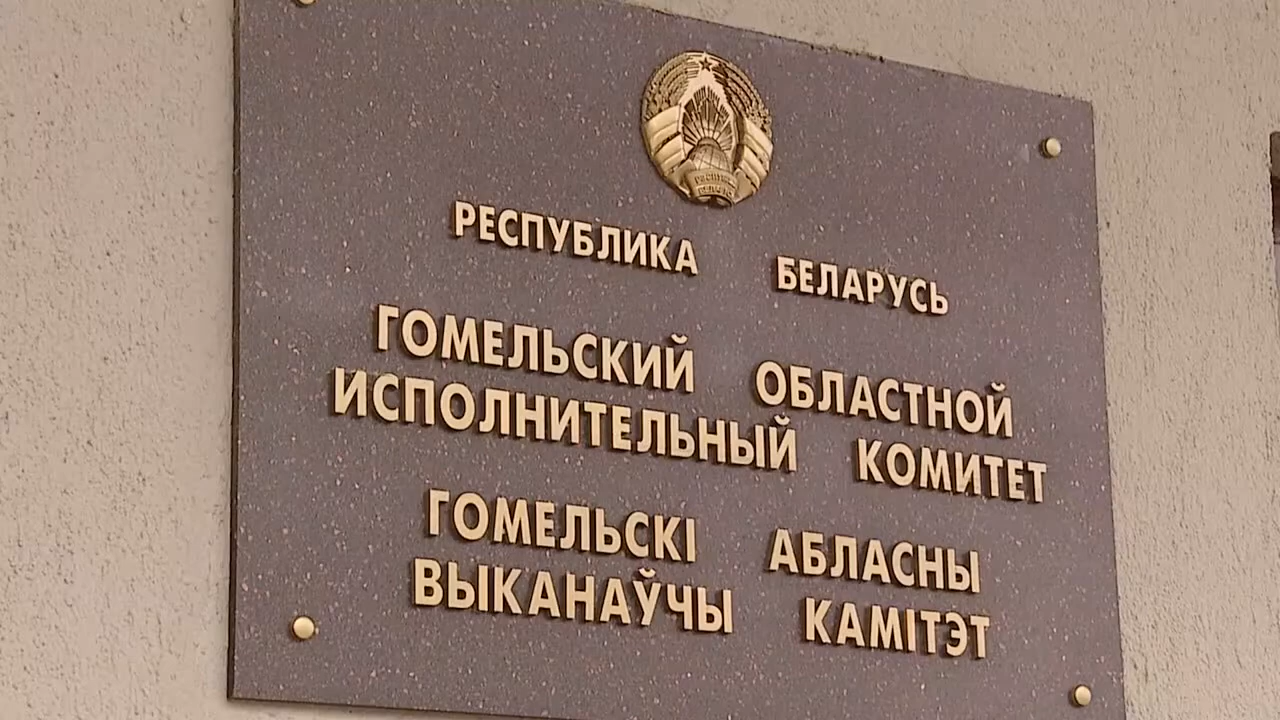 РЕСПУБЛИКА БЕЛАРУСЬ
ГОМЕЛЬСКИЙ ОБЛАСТНОЙ
ИСПОЛНИТЕЛЬНЫЙ КОМИТЕТ
ГОМЕЛЬСКІ АБЛАСНЫ
ВЫКАНАЎЧЫ КАМІТЭТ